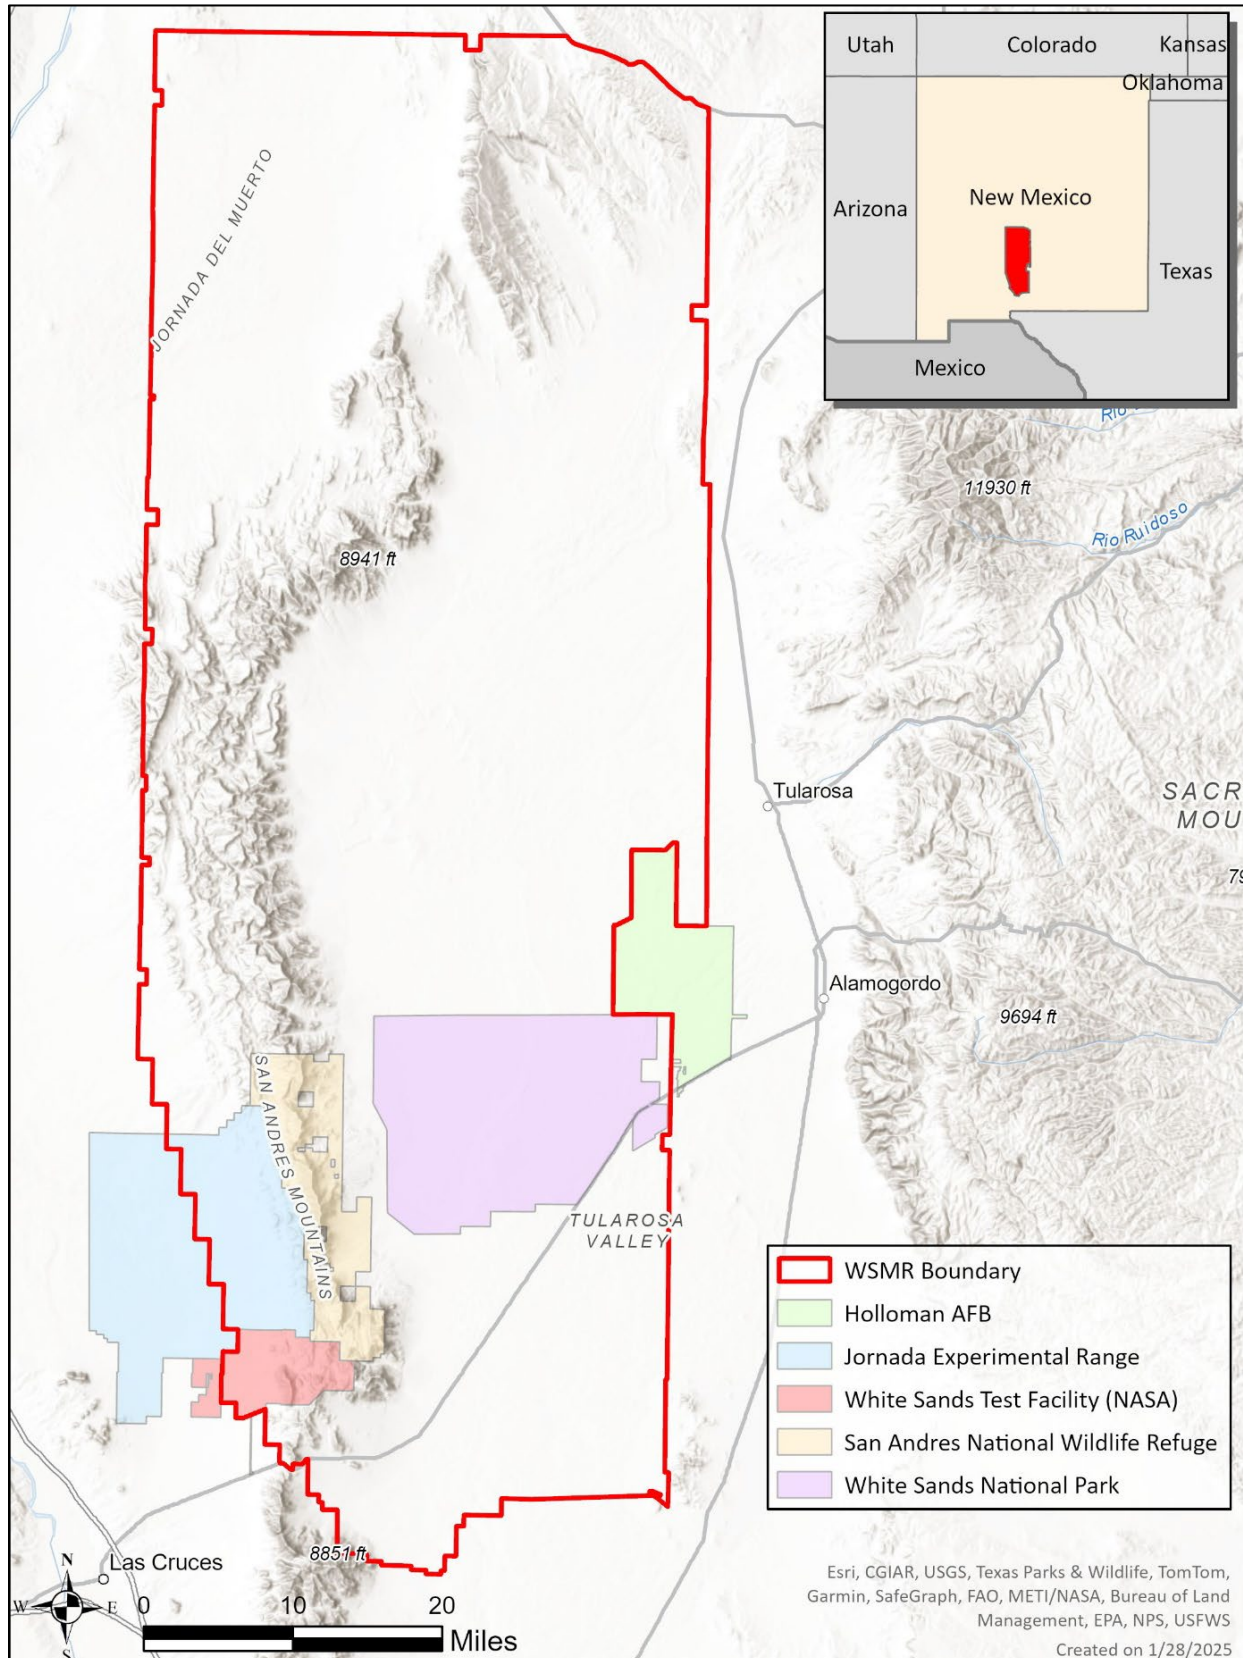 Utah
Colorado
Kansas
Oklahoma
Arizona
New Mexico
Texas
Mexico
JORNADA DEL MUERTO
Rio
11930 ft
Rio Ruidoso
8941 ft
Tularosa
SACR
MOU
79
Alamogordo
9694 ft
SAN ANDRES MOUNTAINS
TULAROSA
VALLEY
WSMR Boundary
Holloman AFB
Jornada Experimental Range
White Sands Test Facility (NASA)
San Andres National Wildlife Refuge
White Sands National Park
8851 ft
Las Cruces
N
W E
S
0 10 20
Miles
Esri, CGIAR, USGS, Texas Parks & Wildlife, TomTom,
Garmin, SafeGraph, FAO, METI/NASA, Bureau of Land
Management, EPA, NPS, USFWS
Created on 1/28/2025